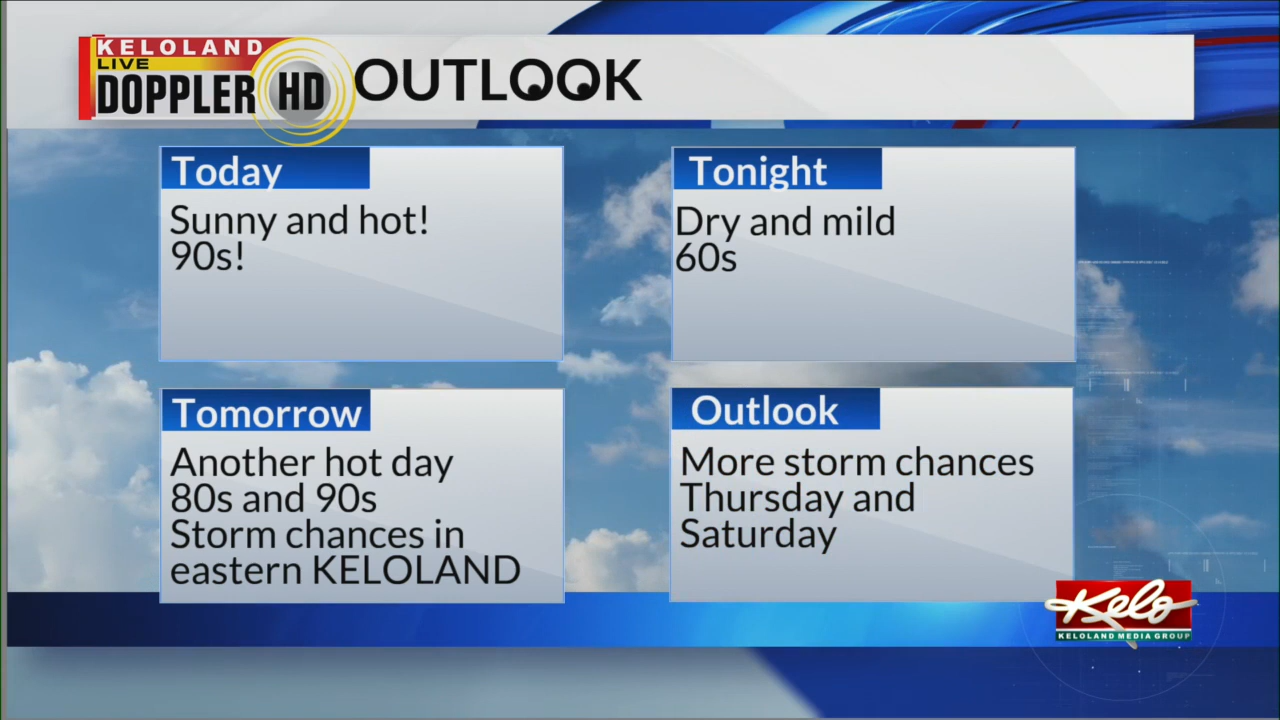 KELOLAND
LIVE
DOPPLER HD
OUTLOOK
Today
Sunny and hot!
90s!
Tonight
Dry and mild
60s
Tomorrow
Another hot day
80s and 90s
Storm chances in
eastern KELOLAND
Outlook
More storm chances
Thursday and
Saturday
Kelo
KELOLAND MEDIA GROUP